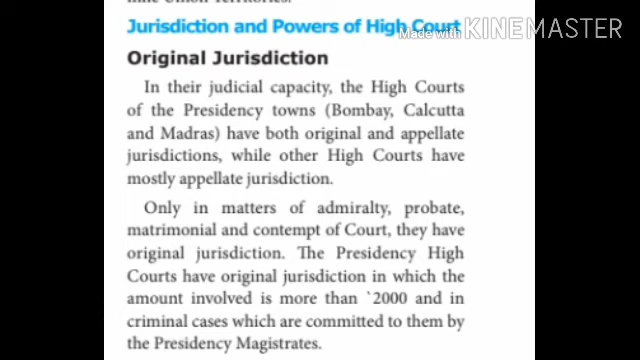 Jurisdiction and Powers of High Court
Made with KINEMASTER
Original Jurisdiction
In their judicial capacity, the High Courts
of the Presidency towns (Bombay, Calcutta
and Madras) have both original and appellate
jurisdictions, while other High Courts have
mostly appellate jurisdiction.
Only in matters of admiralty, probate,
matrimonial and contempt of Court, they have
original jurisdiction. The Presidency High
Courts have original jurisdiction in which the
amount involved is more than `2000 and in
criminal cases which are committed to them by
the Presidency Magistrates.